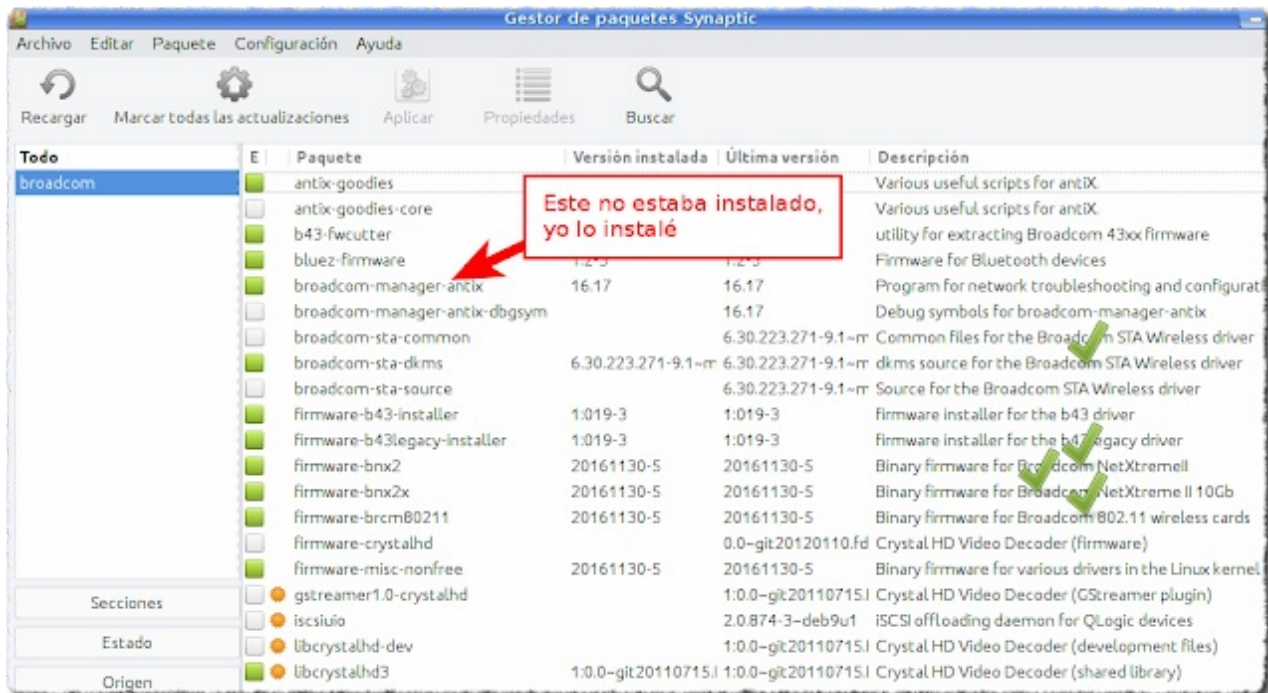 Gestor de paquetes Synaptic
Archivo Editar Paquete Configuración Ayuda
Recargar Marcar todas las actualizaciones Aplicar Propiedades Buscar
Todo E Paquete Versión instalada Última versión Descripción
broadcom antix-goodies Various useful scripts for antiX.
antix-goodies-core Various useful scripts for antiX.
Este no estaba instalado,
yo lo instalé
b43-fwcutter utility for extracting Broadcom 43xx firmware
bluez-firmware 1.2-3 1.2-3 Firmware for Bluetooth devices
broadcom-manager-antix 16.17 16.17 Program for network troubleshooting and configurati
broadcom-manager-antix-dbgsym 16.17 Debug symbols for broadcom-manager-antix
broadcom-sta-common 6.30.223.271-9.1~m Common files for the Broadcom STA Wireless driver
broadcom-sta-dkms 6.30.223.271-9.1~m 6.30.223.271-9.1~m dkms source for the Broadcom STA Wireless driver
broadcom-sta-source 6.30.223.271-9.1~m Source for the Broadcom STA Wireless driver
firmware-b43-installer 1:019-3 1:019-3 firmware installer for the b43 driver
firmware-b43legacy-installer 1:019-3 1:019-3 firmware installer for the b43legacy driver
firmware-bnx2 20161130-5 20161130-5 Binary firmware for Broadcom NetXtremeII
firmware-bnx2x 20161130-5 20161130-5 Binary firmware for Broadcom NetXtreme II 10Gb
firmware-brcm80211 20161130-5 20161130-5 Binary firmware for Broadcom 802.11 wireless cards
firmware-crystalhd 0.0~git20120110.fd Crystal HD Video Decoder (firmware)
firmware-misc-nonfree 20161130-5 20161130-5 Binary firmware for various drivers in the Linux kernel
Secciones gstreamer1.0-crystalhd 1:0.0~git20110715.l Crystal HD Video Decoder (GStreamer plugin)
iscsiuio 2.0.874-3~deb9u1 iSCSI offloading daemon for QLogic devices
Estado libcrystalhd-dev 1:0.0~git20110715.l Crystal HD Video Decoder (development files)
Origen libcrystalhd3 1:0.0~git20110715.l 1:0.0~git20110715.l Crystal HD Video Decoder (shared library)